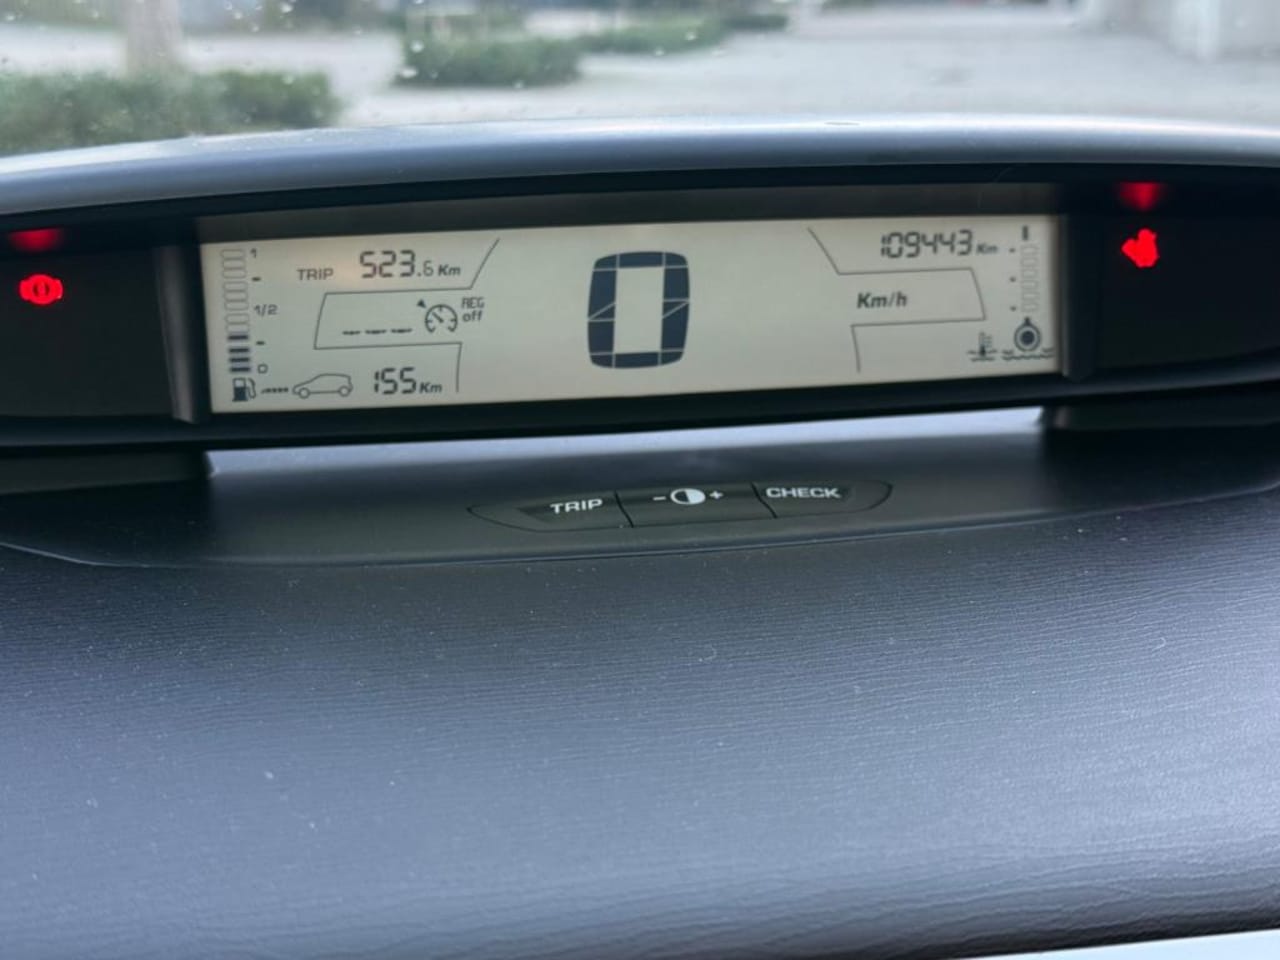 1
TRIP 523.6 Km
109443 Km
1/2
REG
off
--- --- ---
0
Km/h
0
155 Km
TRIP - + CHECK